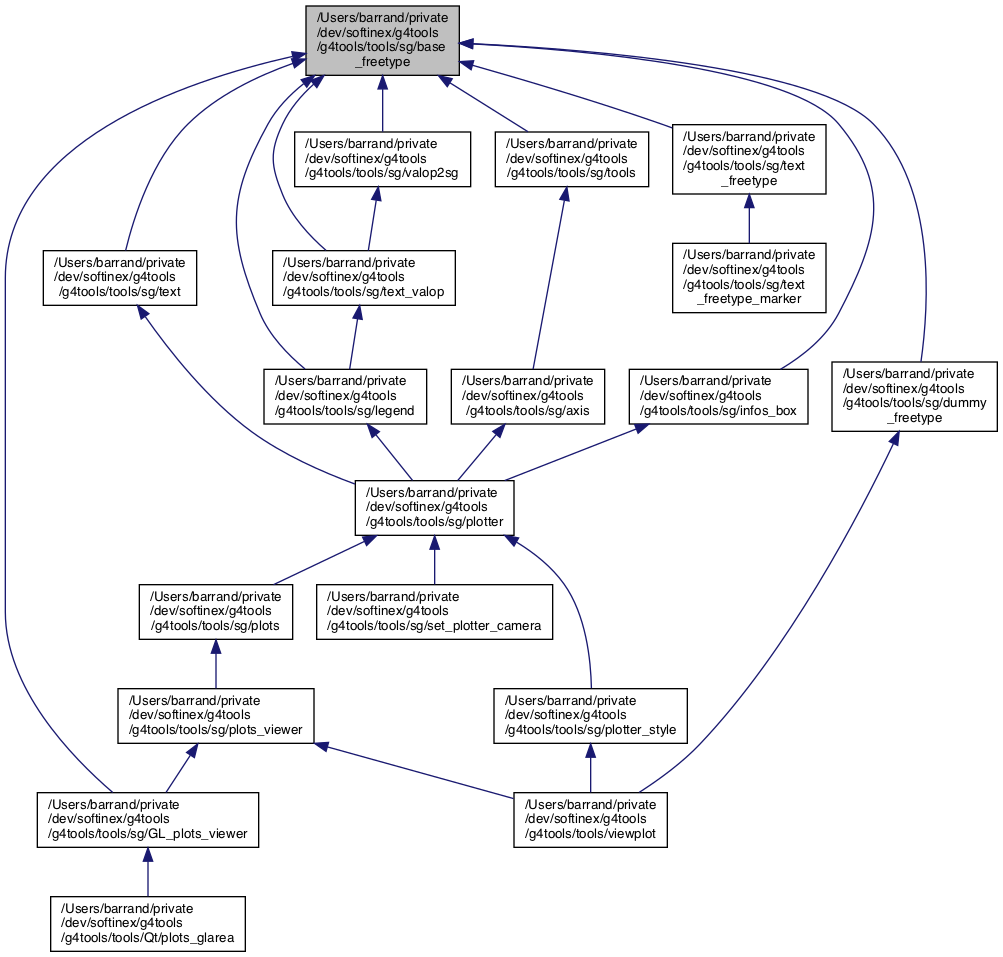 /Users/barrand/private
/dev/softinex/g4tools
/g4tools/tools/sg/base
_freetype
/Users/barrand/private
/dev/softinex/g4tools
/g4tools/tools/sg/valop2sg
/Users/barrand/private
/dev/softinex/g4tools
/g4tools/tools/sg/tools
/Users/barrand/private
/dev/softinex/g4tools
/g4tools/tools/sg/text
_freetype
/Users/barrand/private
/dev/softinex/g4tools
/g4tools/tools/sg/text
/Users/barrand/private
/dev/softinex/g4tools
/g4tools/tools/sg/text_valop
/Users/barrand/private
/dev/softinex/g4tools
/g4tools/tools/sg/text
_freetype_marker
/Users/barrand/private
/dev/softinex/g4tools
/g4tools/tools/sg/legend
/Users/barrand/private
/dev/softinex/g4tools
/g4tools/tools/sg/axis
/Users/barrand/private
/dev/softinex/g4tools
/g4tools/tools/sg/infos_box
/Users/barrand/private
/dev/softinex/g4tools
/g4tools/tools/sg/dummy
_freetype
/Users/barrand/private
/dev/softinex/g4tools
/g4tools/tools/sg/plotter
/Users/barrand/private
/dev/softinex/g4tools
/g4tools/tools/sg/plots
/Users/barrand/private
/dev/softinex/g4tools
/g4tools/tools/sg/set_plotter_camera
/Users/barrand/private
/dev/softinex/g4tools
/g4tools/tools/sg/plots_viewer
/Users/barrand/private
/dev/softinex/g4tools
/g4tools/tools/sg/plotter_style
/Users/barrand/private
/dev/softinex/g4tools
/g4tools/tools/sg/GL_plots_viewer
/Users/barrand/private
/dev/softinex/g4tools
/g4tools/tools/viewplot
/Users/barrand/private
/dev/softinex/g4tools
/g4tools/tools/Qt/plots_glarea